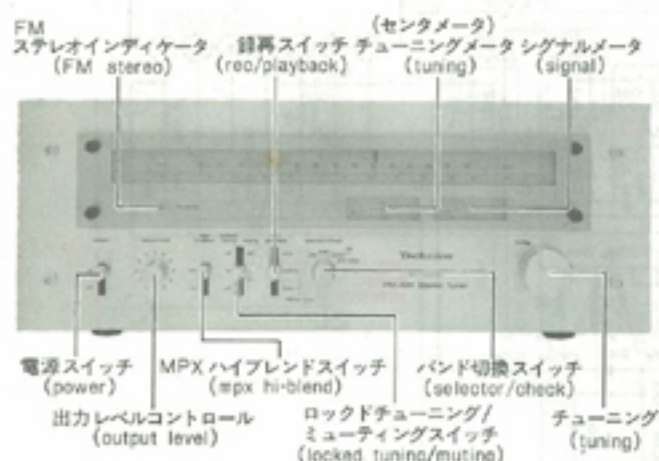 FM
ステレオインディケータ
(FM stereo)
録再スイッチ
(rec/playback)
(センタメータ)
チューニングメータ
(tuning)
シグナルメータ
(signal)
Technics
電源スイッチ
(power)
出力レベルコントロール
(output level)
MPX ハイブレンドスイッチ
(mpx hi-blend)
ロックドチューニング/
ミューティングスイッチ
(locked tuning/muting)
バンド切換スイッチ
(selector/check)
チューニング
(tuning)